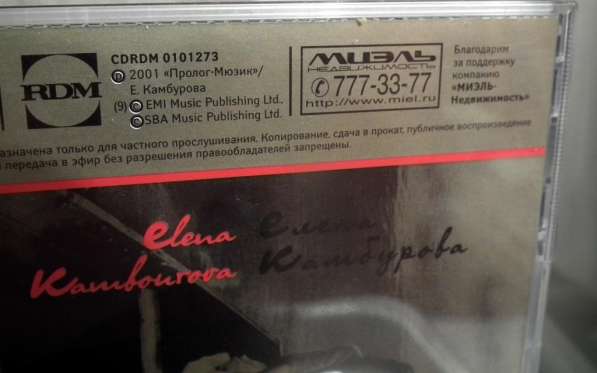 RDM
CDRDM 0101273
℗ 2001 «Пролог-Мюзик»/
Е. Камбурова
(9) © EMI Music Publishing Ltd..
© SBA Music Publishing Ltd..
МИЭЛЬ
НЕДВИЖИМОСТЬ
✆ 777-33-77
http://www.miel.ru
Благодарим
за поддержку
компанию
«МИЭЛЬ-
Недвижимость»
азначена только для частного прослушивания. Копирование, сдача в прокат, публичное воспроизведение
и передача в эфир без разрешения правообладателей запрещены.
Elena Елена
Kambourova Камбурова